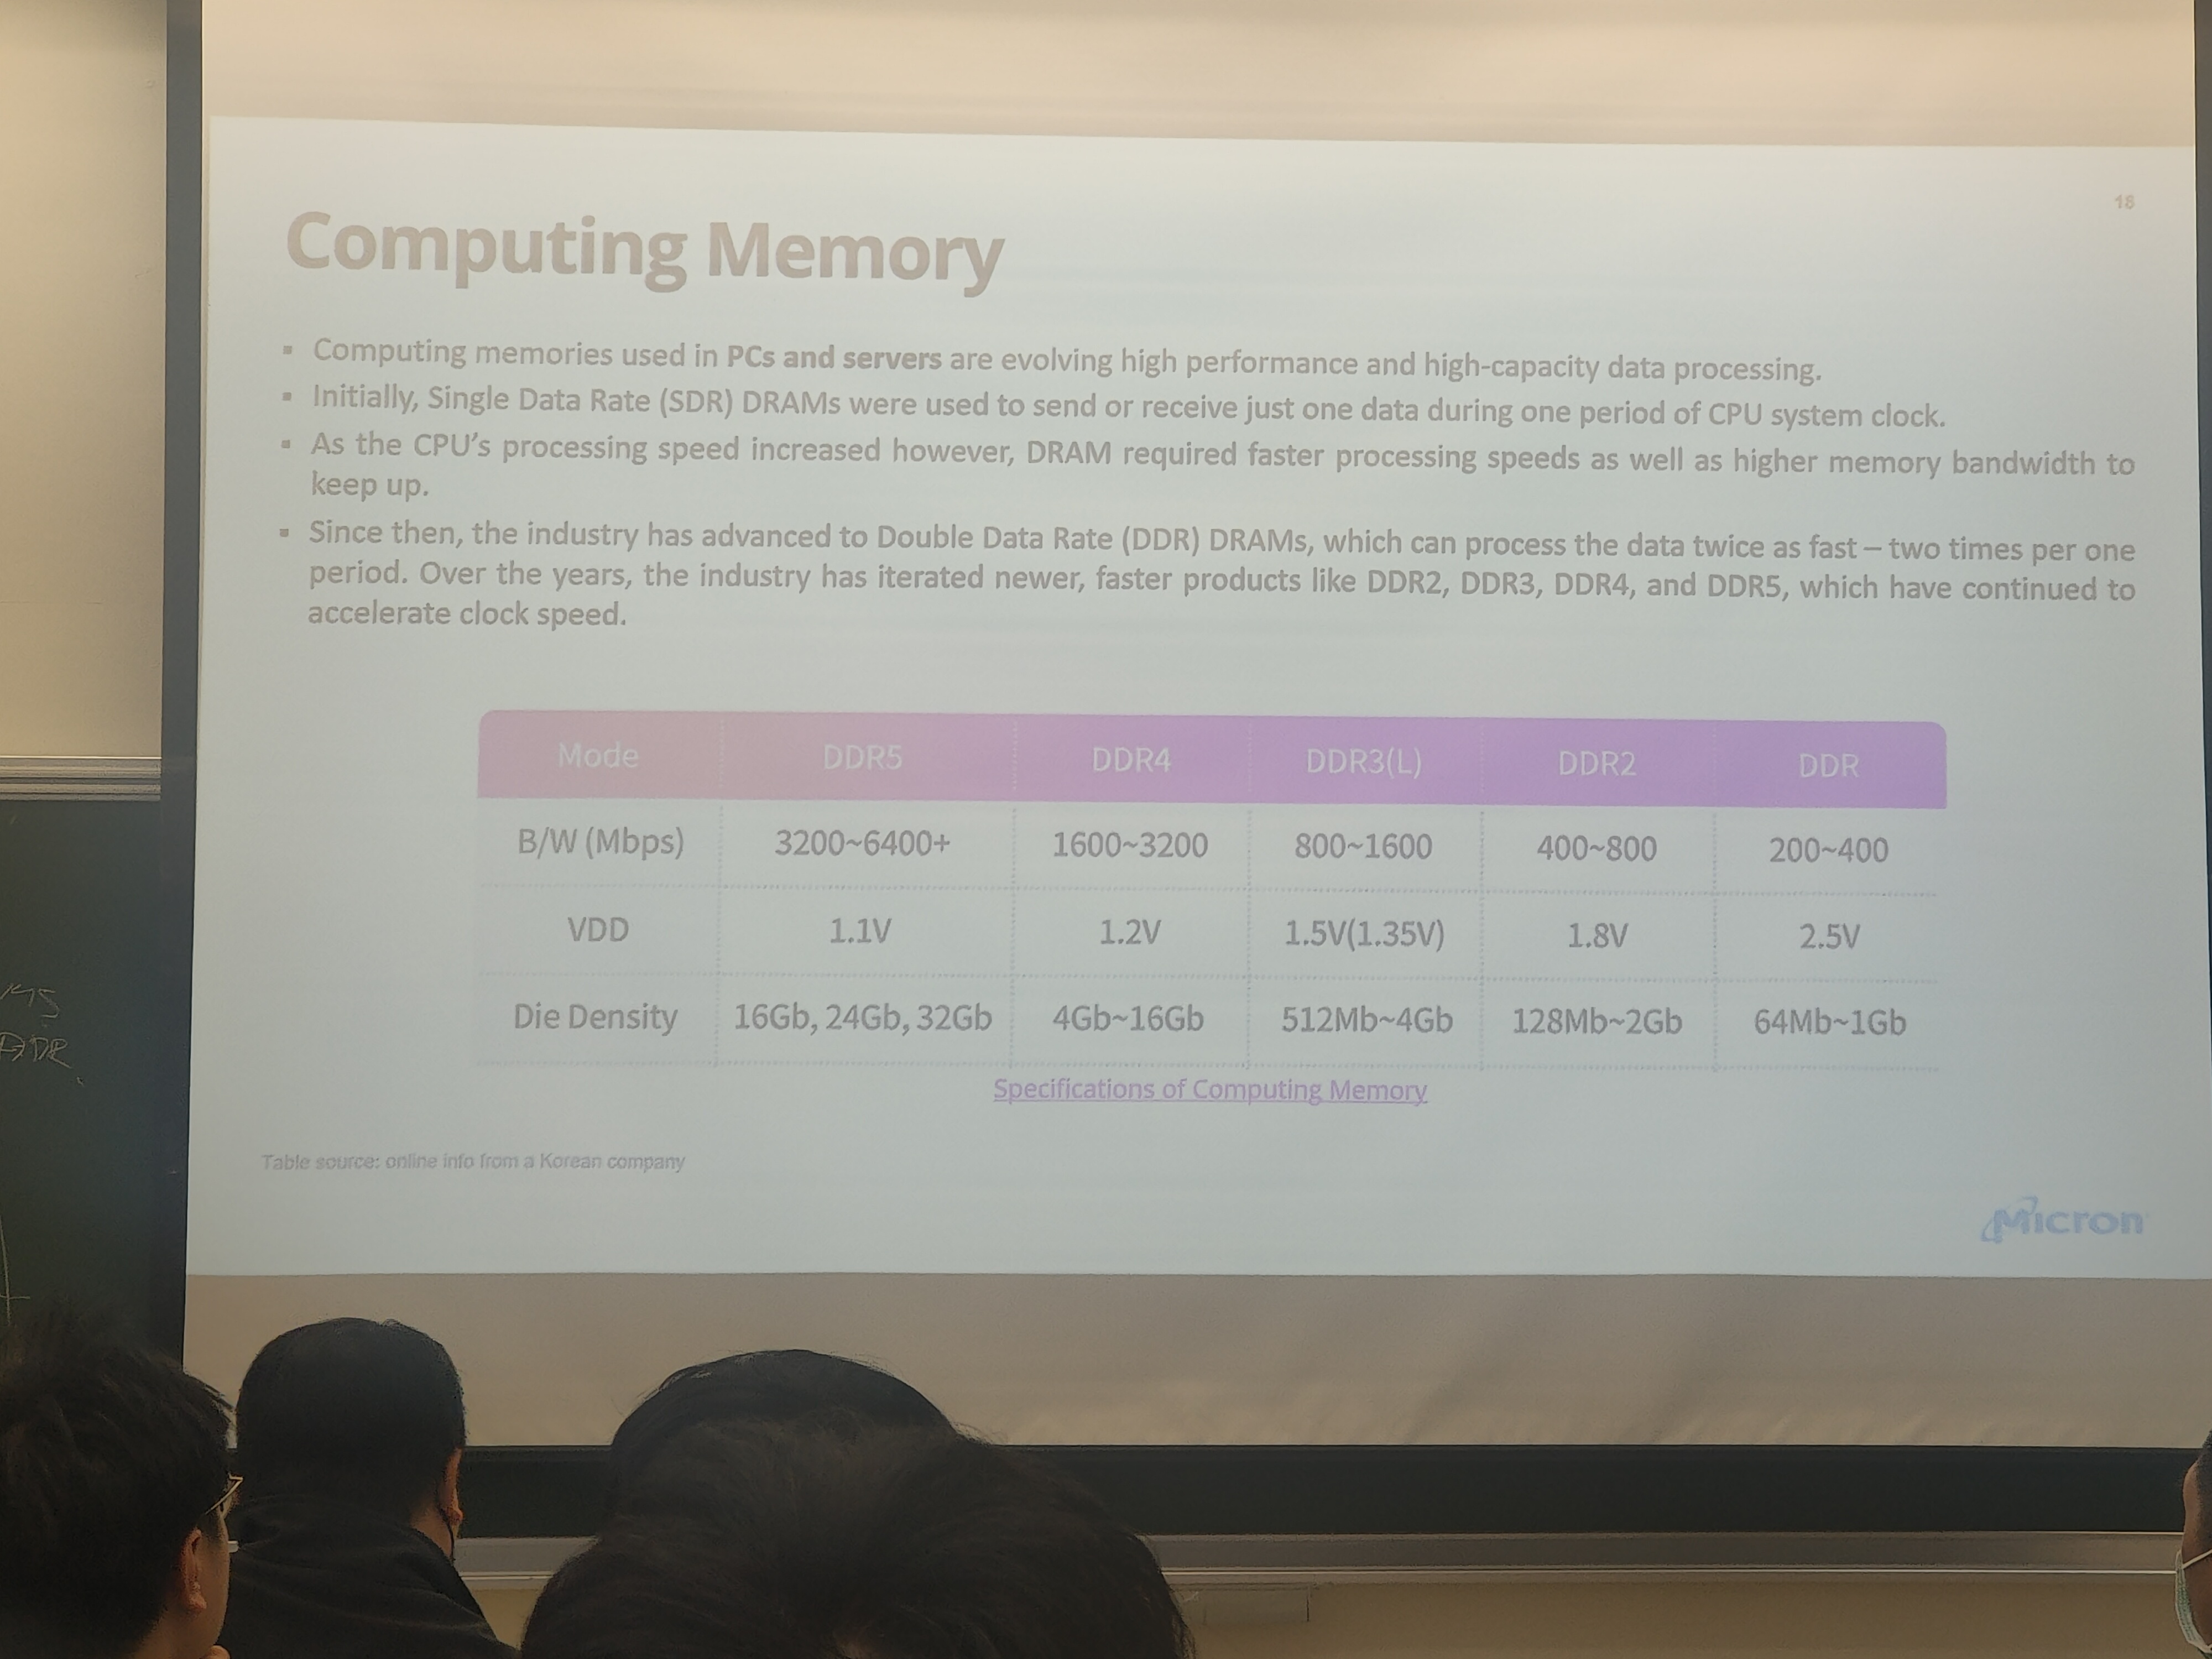 18
Computing Memory
▪ Computing memories used in PCs and servers are evolving high performance and high-capacity data processing.
▪ Initially, Single Data Rate (SDR) DRAMs were used to send or receive just one data during one period of CPU system clock.
▪ As the CPU's processing speed increased however, DRAM required faster processing speeds as well as higher memory bandwidth to
keep up.
▪ Since then, the industry has advanced to Double Data Rate (DDR) DRAMs, which can process the data twice as fast – two times per one
period. Over the years, the industry has iterated newer, faster products like DDR2, DDR3, DDR4, and DDR5, which have continued to
accelerate clock speed.
Mode DDR5 DDR4 DDR3(L) DDR2 DDR
B/W (Mbps) 3200~6400+ 1600~3200 800~1600 400~800 200~400
VDD 1.1V 1.2V 1.5V(1.35V) 1.8V 2.5V
Die Density 16Gb, 24Gb, 32Gb 4Gb~16Gb 512Mb~4Gb 128Mb~2Gb 64Mb~1Gb
Specifications of Computing Memory
Table source: online info from a Korean company
Micron